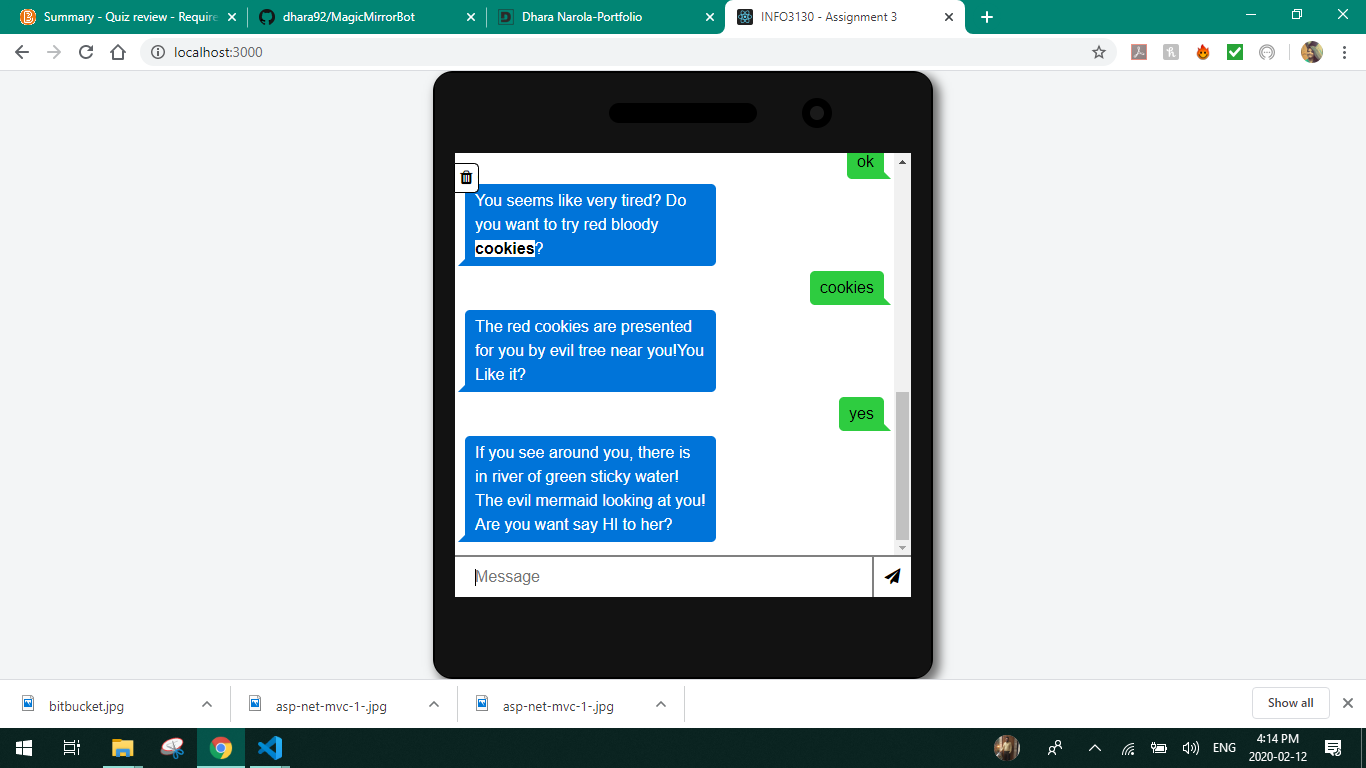 Summary - Quiz review - Require
dhara92/MagicMirrorBot
Dhara Narola-Portfolio
INFO3130 - Assignment 3
localhost:3000
ok
You seems like very tired? Do
you want to try red bloody
cookies?
cookies
The red cookies are presented
for you by evil tree near you!You
Like it?
yes
If you see around you, there is
in river of green sticky water!
The evil mermaid looking at you!
Are you want say HI to her?
Message
bitbucket.jpg
asp-net-mvc-1-.jpg
asp-net-mvc-1-.jpg
Show all
ENG
4:14 PM
2020-02-12